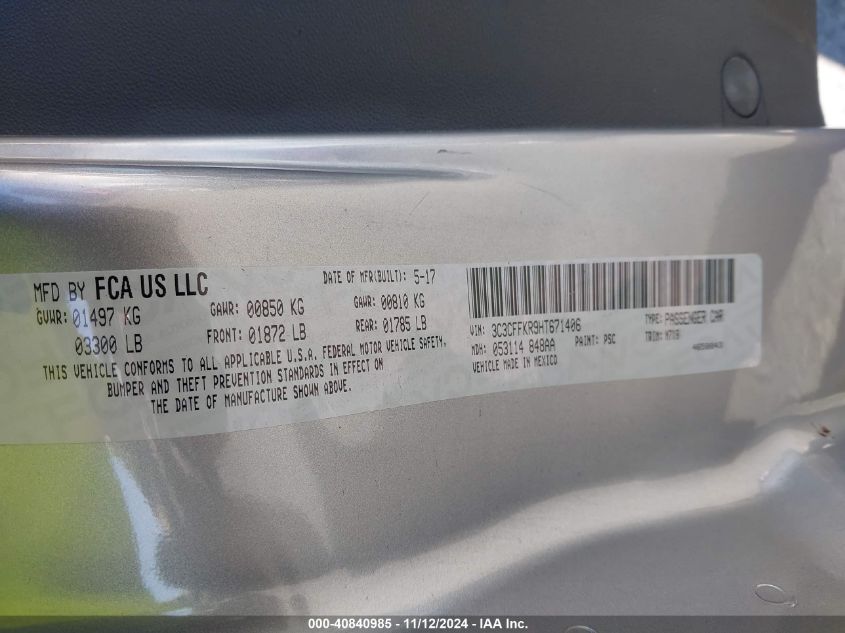 MFD BY FCA US LLC
DATE OF MFR(BUILT): 5-17
GVWR: 01497 KG GAWR: 00850 KG GAWR: 00810 KG
03300 LB FRONT: 01872 LB REAR: 01785 LB
THIS VEHICLE CONFORMS TO ALL APPLICABLE U.S.A. FEDERAL MOTOR VEHICLE SAFETY,
BUMPER AND THEFT PREVENTION STANDARDS IN EFFECT ON
THE DATE OF MANUFACTURE SHOWN ABOVE.
VIN: 3C3CFFKR9HT671406 TYPE: PASSENGER CAR
MDH: 053114 848AA PAINT: PSC TRIM: M7X9
VEHICLE MADE IN MEXICO
000-40840985 - 11/12/2024 - IAA Inc.